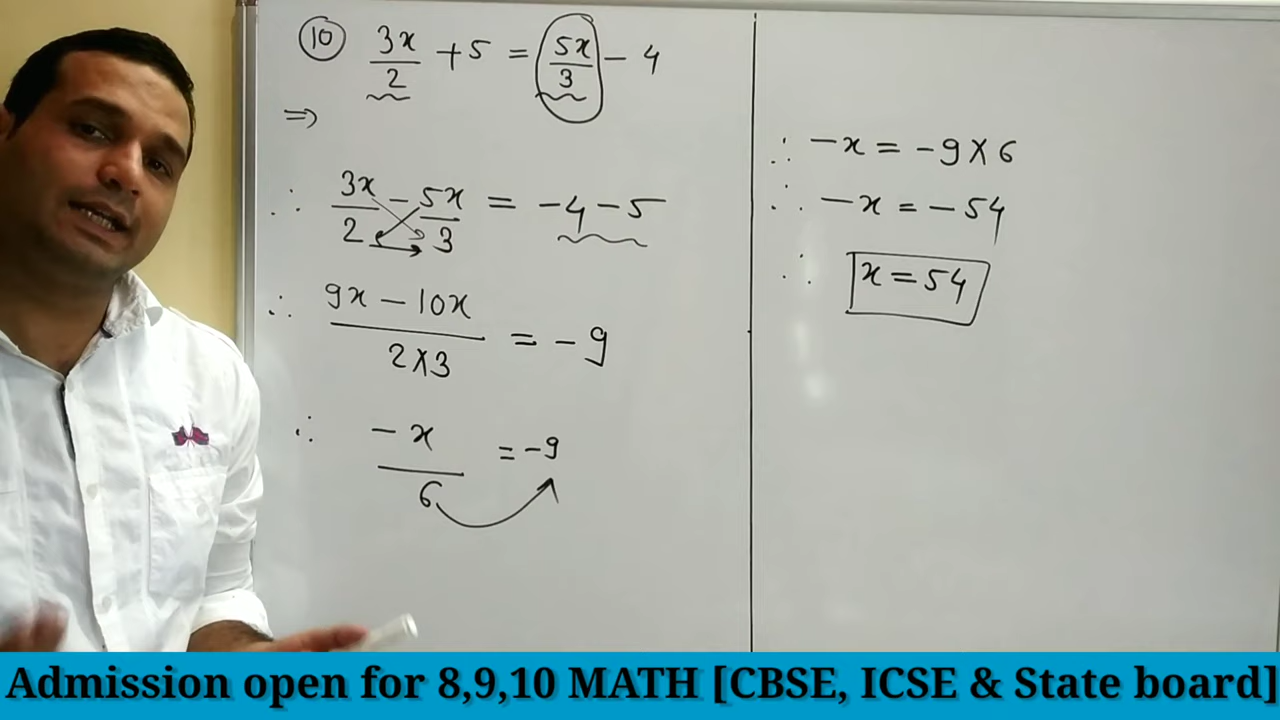 ⑩ 3x/2 + 5 = 5x/3 - 4
⇒
∴ 3x/2 - 5x/3 = -4 - 5
∴ (9x - 10x)/(2×3) = -9
∴ -x/6 = -9
∴ -x = -9×6
∴ -x = -54
∴ x = 54
Admission open for 8,9,10 MATH [CBSE, ICSE & State board]